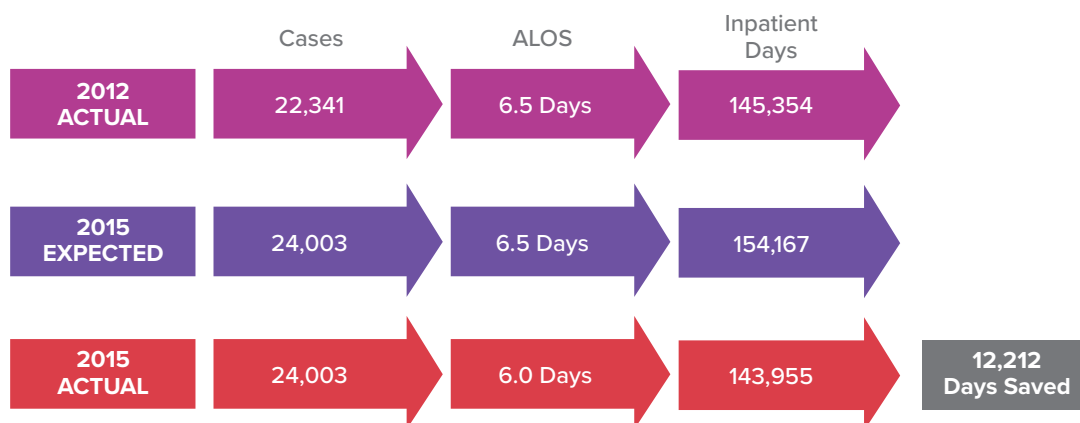 Cases
ALOS
Inpatient
Days
2012
ACTUAL
22,341
6.5 Days
145,354
2015
EXPECTED
24,003
6.5 Days
154,167
2015
ACTUAL
24,003
6.0 Days
143,955
12,212
Days Saved